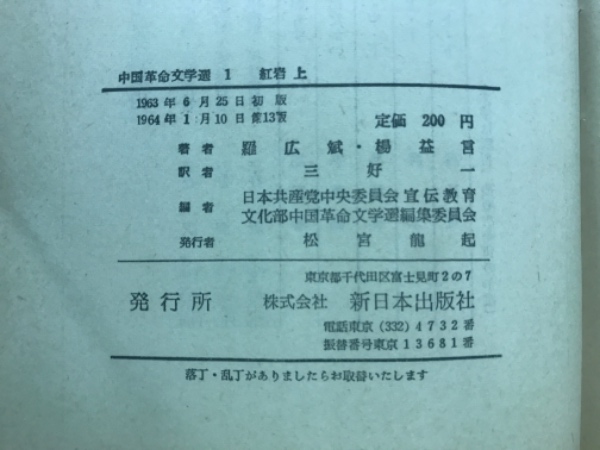 中国革命文学選 1 紅岩 上
1963 年 6 月 25 日 初 版
1964 年 1 月 10 日 第13版
定価 200 円
著者 羅 広 斌・楊 益 言
訳者 三 好 一
編者 日本共産党中央委員会 宣伝教育
文化部中国革命文学選編集委員会
発行者 松 宮 龍 起
東京都千代田区富士見町2の7
発行所 株式会社 新日本出版社
電話東京 (332) 4732番
振替番号東京 13681番
落丁・乱丁がありましたらお取替いたします